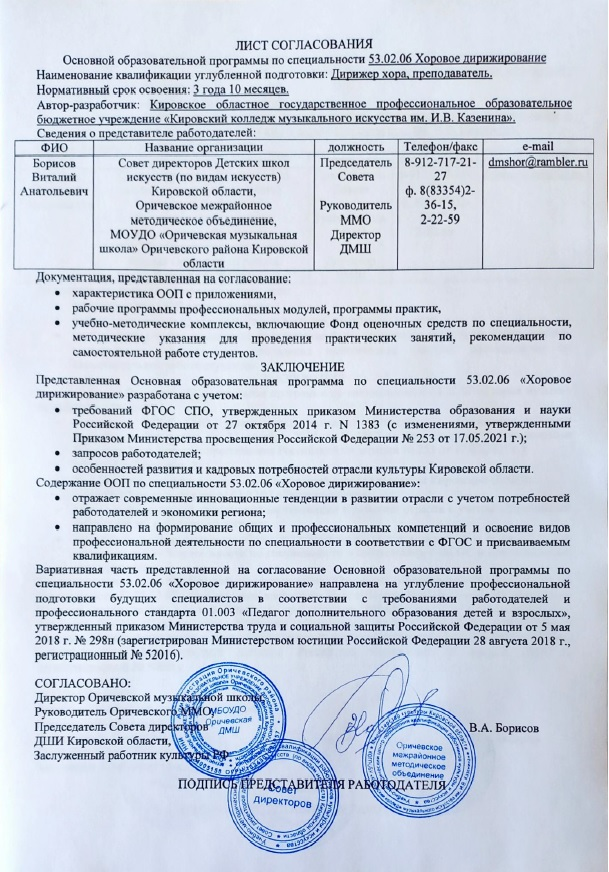 ЛИСТ СОГЛАСОВАНИЯ
Основной образовательной программы по специальности 53.02.06 Хоровое дирижирование
Наименование квалификации углубленной подготовки: Дирижер хора, преподаватель.
Нормативный срок освоения: 3 года 10 месяцев.
Автор-разработчик: Кировское областное государственное профессиональное образовательное
бюджетное учреждение «Кировский колледж музыкального искусства им. И.В. Казенина».
Сведения о представителе работодателей:
ФИО Название организации должность Телефон/факс e-mail
Борисов Совет директоров Детских школ Председатель 8-912-717-21- dmshor@rambler.ru
Виталий искусств (по видам искусств) Совета 27
Анатольевич Кировской области, ф. 8(83354)2-
Оричевское межрайонное Руководитель 36-15,
методическое объединение, ММО 2-22-59
МОУДО «Оричевская музыкальная Директор
школа» Оричевского района Кировской ДМШ
области
Документация, представленная на согласование:
• характеристика ООП с приложениями,
• рабочие программы профессиональных модулей, программы практик,
• учебно-методические комплексы, включающие Фонд оценочных средств по специальности,
методические указания для проведения практических занятий, рекомендации по
самостоятельной работе студентов.
ЗАКЛЮЧЕНИЕ
Представленная Основная образовательная программа по специальности 53.02.06 «Хоровое
дирижирование» разработана с учетом:
• требований ФГОС СПО, утвержденных приказом Министерства образования и науки
Российской Федерации от 27 октября 2014 г. N 1383 (с изменениями, утвержденными
Приказом Министерства просвещения Российской Федерации № 253 от 17.05.2021 г.);
• запросов работодателей;
• особенностей развития и кадровых потребностей отрасли культуры Кировской области.
Содержание ООП по специальности 53.02.06 «Хоровое дирижирование»:
• отражает современные инновационные тенденции в развитии отрасли с учетом потребностей
работодателей и экономики региона;
• направлено на формирование общих и профессиональных компетенций и освоение видов
профессиональной деятельности по специальности в соответствии с ФГОС и присваиваемым
квалификациям.
Вариативная часть представленной на согласование Основной образовательной программы по
специальности 53.02.06 «Хоровое дирижирование» направлена на углубление профессиональной
подготовки будущих специалистов в соответствии с требованиями работодателей и
профессионального стандарта 01.003 «Педагог дополнительного образования детей и взрослых»,
утвержденный приказом Министерства труда и социальной защиты Российской Федерации от 5 мая
2018 г. № 298н (зарегистрирован Министерством юстиции Российской Федерации 28 августа 2018 г.,
регистрационный № 52016).
СОГЛАСОВАНО:
Директор Оричевской музыкальной школы
Руководитель Оричевского ММО,
Председатель Совета директоров В.А. Борисов
ДШИ Кировской области,
Заслуженный работник культуры РФ
ПОДПИСЬ ПРЕДСТАВИТЕЛЯ РАБОТОДАТЕЛЯ
МБОУДО
Оричевская
ДМШ
Оричевское
межрайонное
методическое
объединение
Совет
директоров